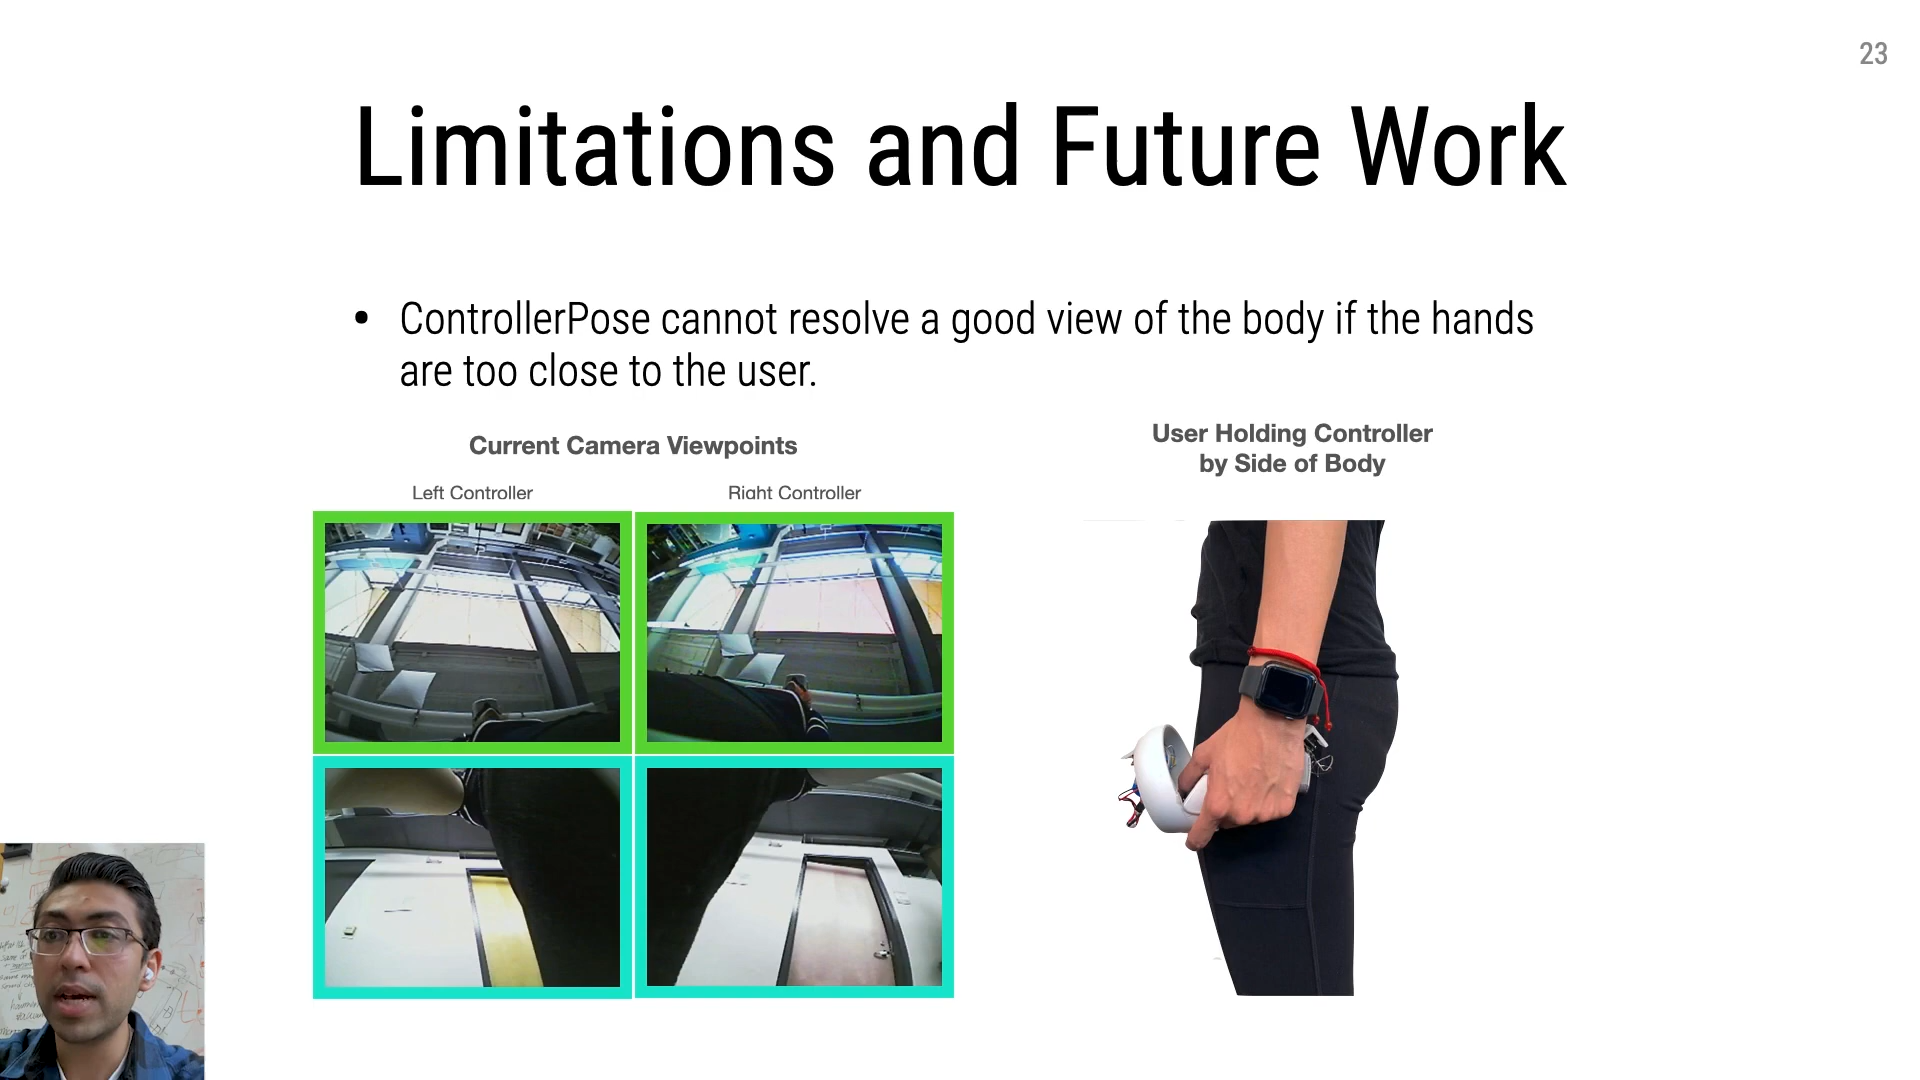 23
Limitations and Future Work
• ControllerPose cannot resolve a good view of the body if the hands
are too close to the user.
Current Camera Viewpoints
Left Controller
Right Controller
User Holding Controller
by Side of Body